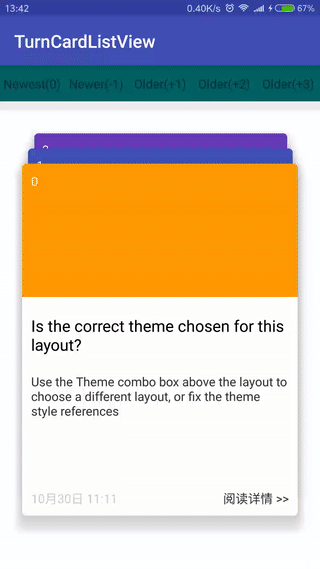 13:42 0.40K/s 67%
TurnCardListView
Newest(0) Newer(-1) Older(+1) Older(+2) Older(+3)
0
Is the correct theme chosen for this
layout?
Use the Theme combo box above the layout to
choose a different layout, or fix the theme
style references
10月30日 11:11 阅读详情 >>